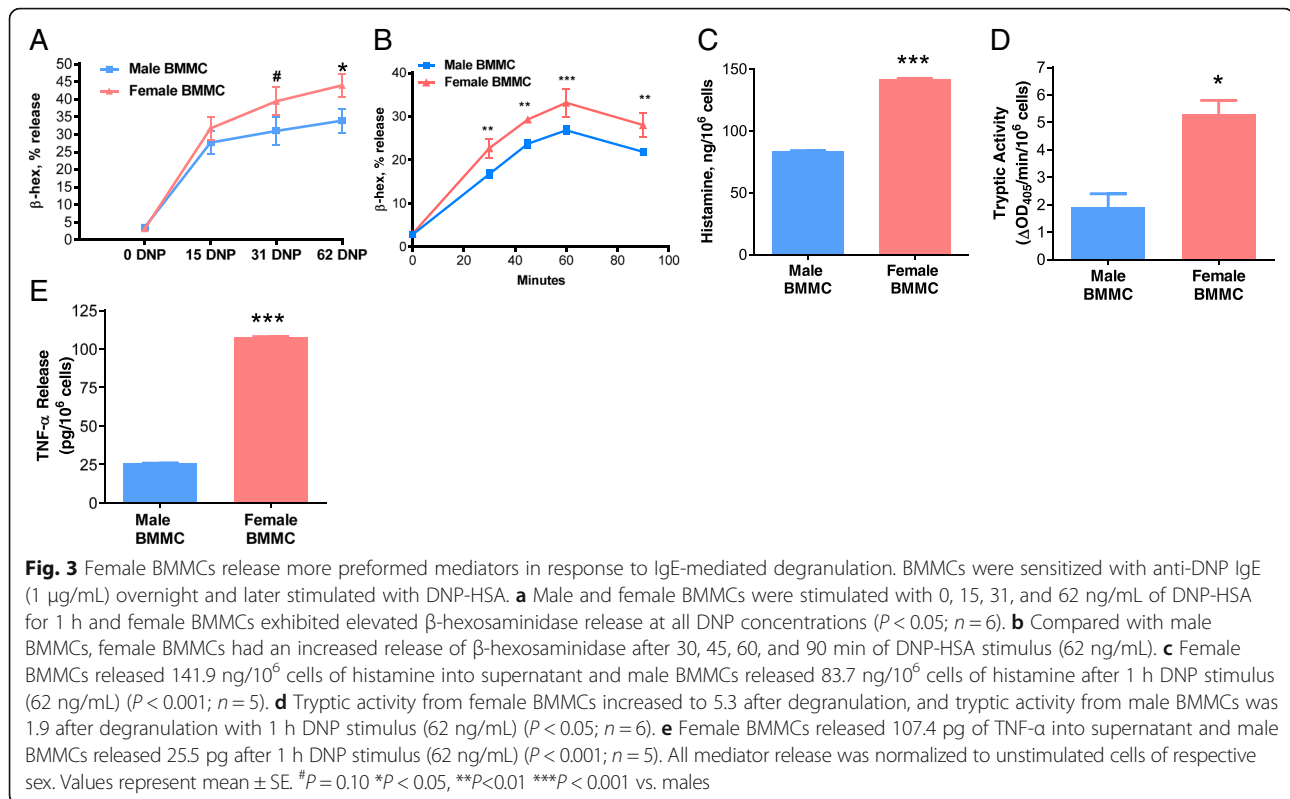 A
β-hex, % release
50
45
40
35
30
25
20
15
10
5
0
Male BMMC
Female BMMC
#
*
0 DNP 15 DNP 31 DNP 62 DNP
B
β-hex, % release
40
30
20
10
0
Male BMMC
Female BMMC
**
**
***
**
0 20 40 60 80 100
Minutes
C
Histamine, ng/10⁶ cells
150
100
50
0
***
Male BMMC
Female BMMC
D
Tryptic Activity
(ΔOD₄₀₅/min/10⁶ cells)
7
6
5
4
3
2
1
0
*
Male BMMC
Female BMMC
E
TNF-α Release
(pg/10⁶ cells)
125
100
75
50
25
0
***
Male BMMC
Female BMMC
Fig. 3 Female BMMCs release more preformed mediators in response to IgE-mediated degranulation. BMMCs were sensitized with anti-DNP IgE
(1 μg/mL) overnight and later stimulated with DNP-HSA. a Male and female BMMCs were stimulated with 0, 15, 31, and 62 ng/mL of DNP-HSA
for 1 h and female BMMCs exhibited elevated β-hexosaminidase release at all DNP concentrations (P < 0.05; n = 6). b Compared with male
BMMCs, female BMMCs had an increased release of β-hexosaminidase after 30, 45, 60, and 90 min of DNP-HSA stimulus (62 ng/mL). c Female
BMMCs released 141.9 ng/10⁶ cells of histamine into supernatant and male BMMCs released 83.7 ng/10⁶ cells of histamine after 1 h DNP stimulus
(62 ng/mL) (P < 0.001; n = 5). d Tryptic activity from female BMMCs increased to 5.3 after degranulation, and tryptic activity from male BMMCs was
1.9 after degranulation with 1 h DNP stimulus (62 ng/mL) (P < 0.05; n = 6). e Female BMMCs released 107.4 pg of TNF-α into supernatant and male
BMMCs released 25.5 pg after 1 h DNP stimulus (62 ng/mL) (P < 0.001; n = 5). All mediator release was normalized to unstimulated cells of respective
sex. Values represent mean ± SE. #P = 0.10 *P < 0.05, **P<0.01 ***P < 0.001 vs. males